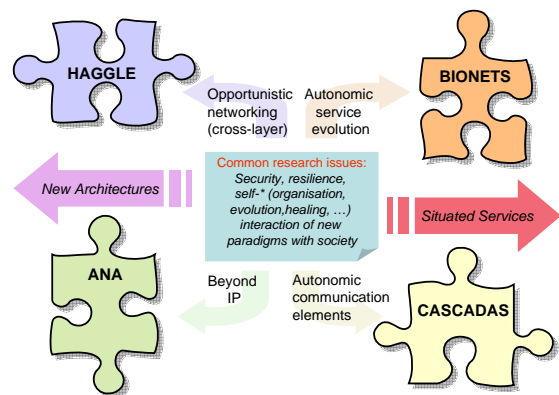 HAGGLE
BIONETS
Opportunistic
networking
(cross-layer)
Autonomic
service
evolution
New Architectures
Common research issues:
Security, resilience,
self-* (organisation,
evolution,healing, ...)
interaction of new
paradigms with society
Situated Services
ANA
Beyond
IP
Autonomic
communication
elements
CASCADAS